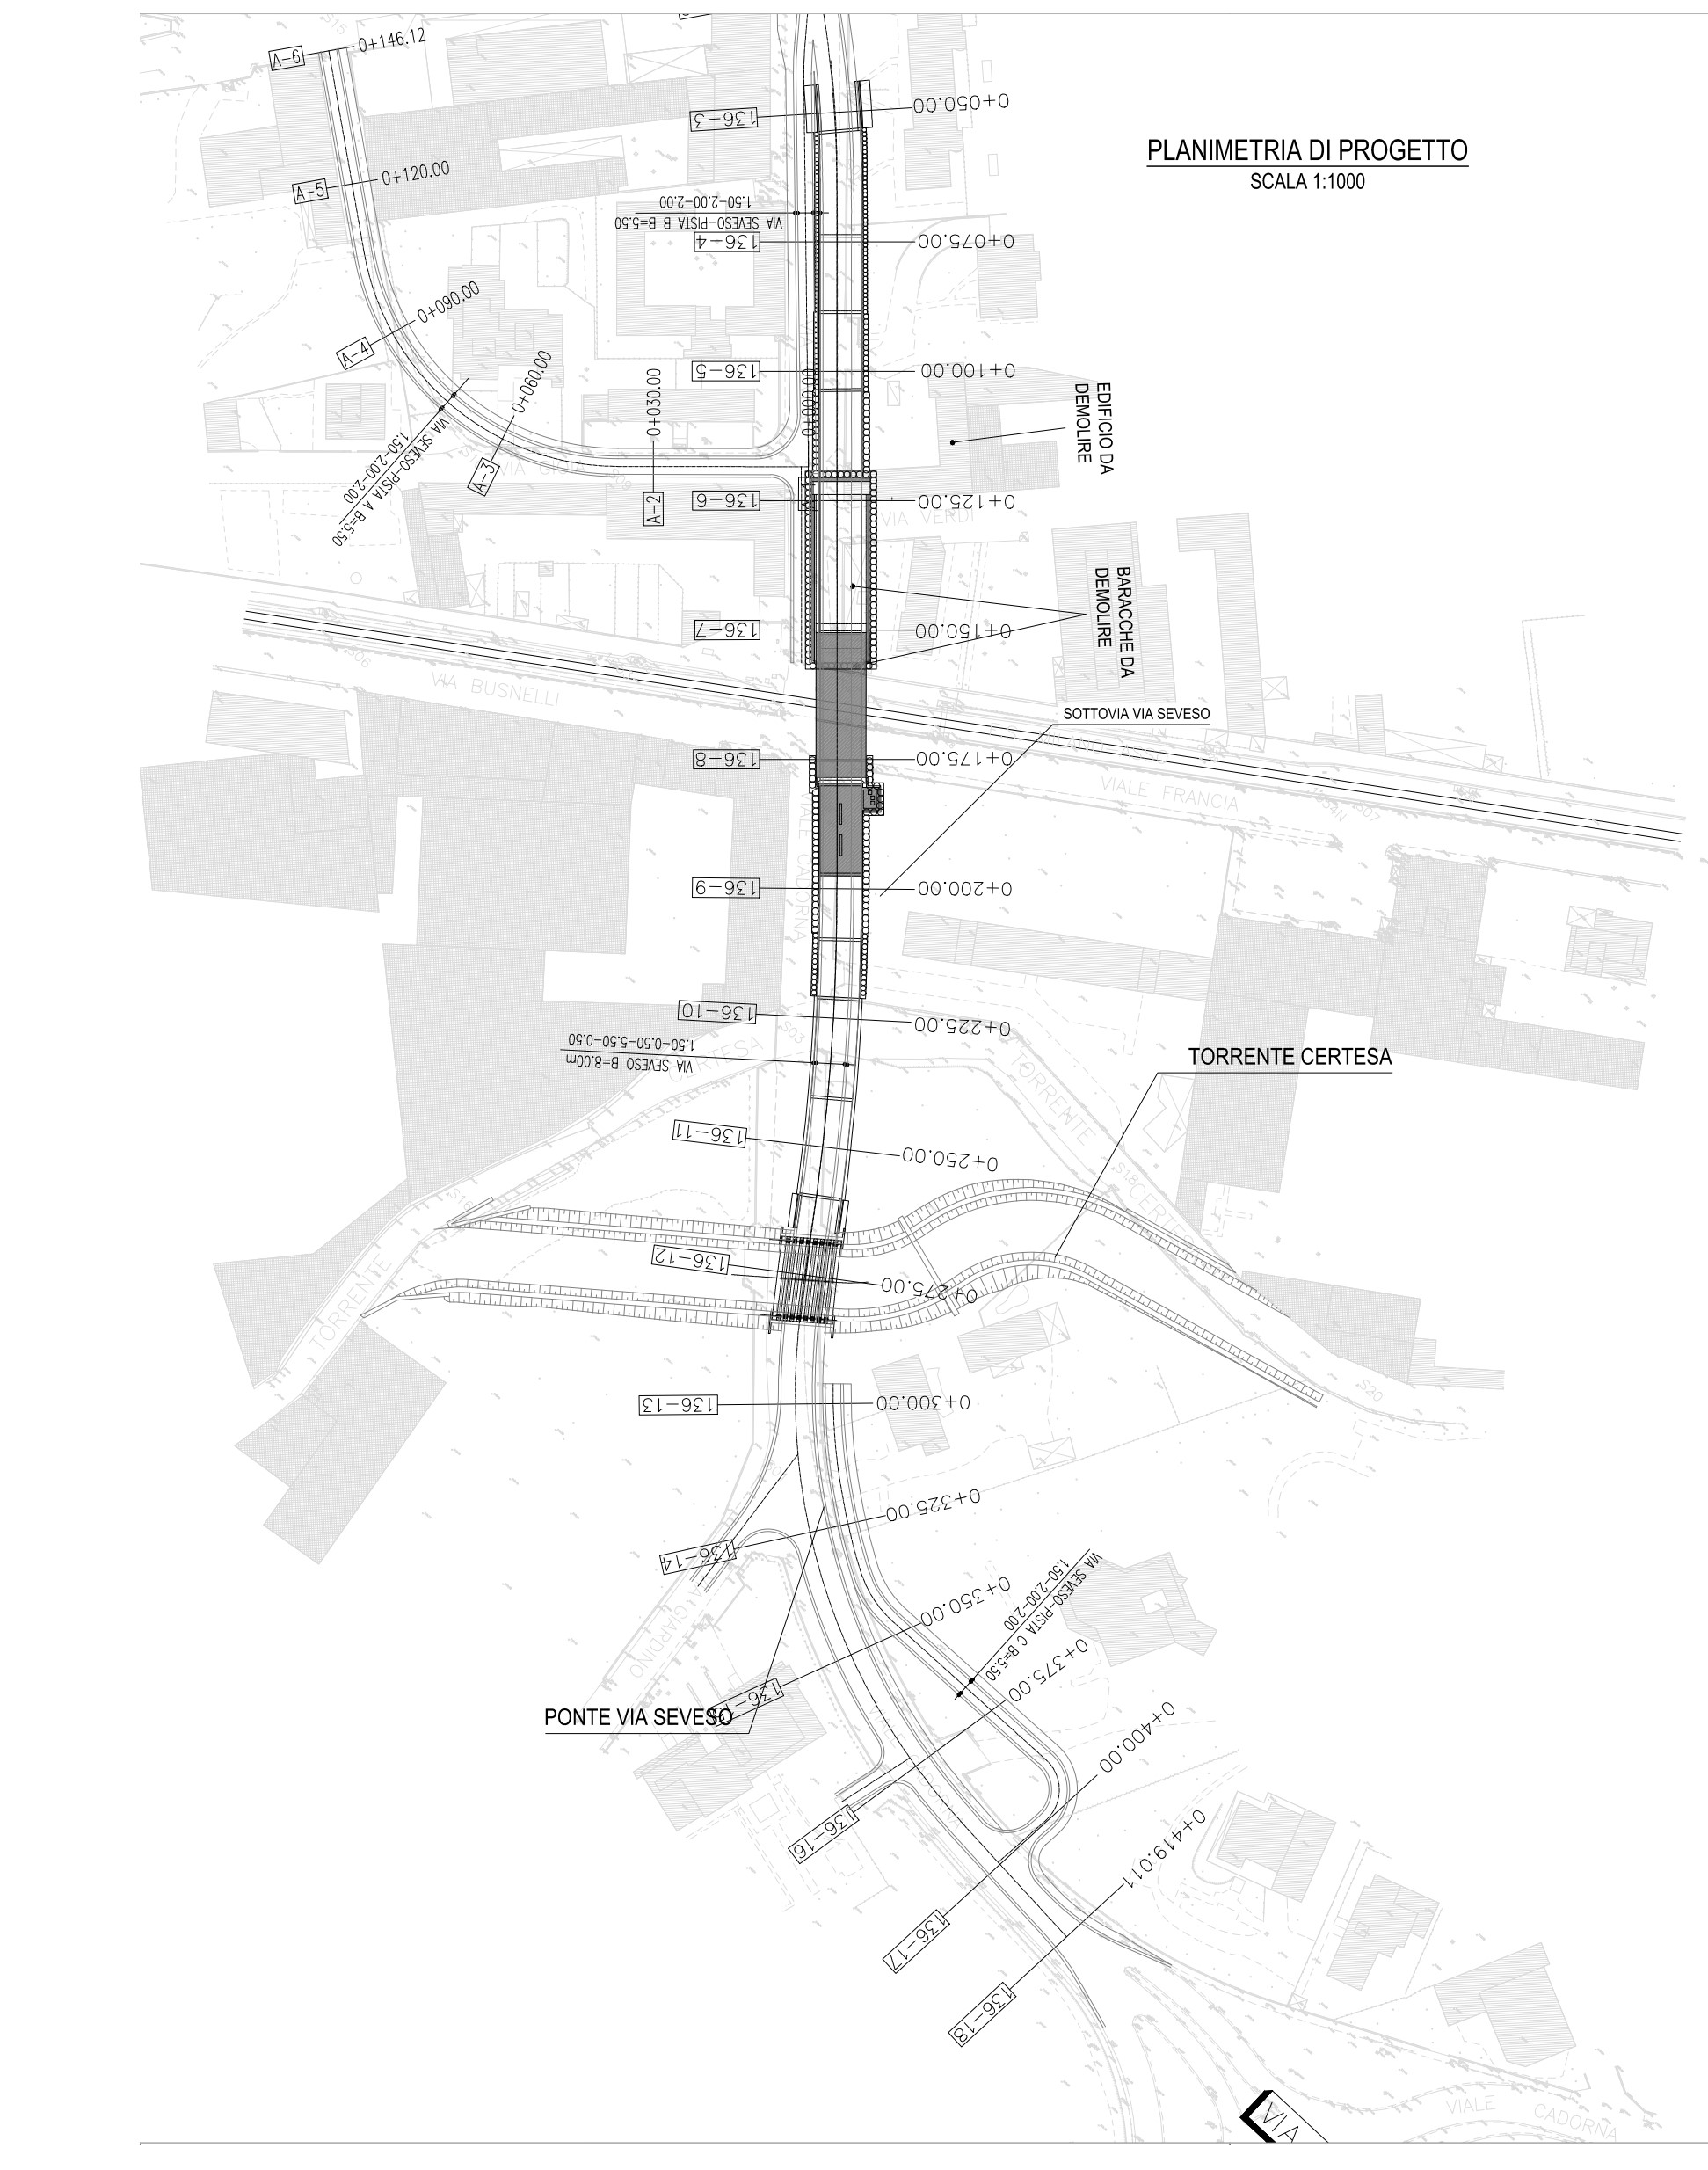 A-6
0+146.12
136-3
0+050.00
PLANIMETRIA DI PROGETTO
SCALA 1:1000
A-5
0+120.00
VIA SEVESO-PISTA B B=5.50
1.50-2.00-2.00
136-4
0+075.00
A-4
0+090.00
136-5
0+100.00
EDIFICIO DA
DEMOLIRE
A-3
0+060.00
A-2
0+030.00
0+000.00
VIA SEVESO-PISTA A B=5.50
1.50-2.00-2.00
136-6
0+125.00
VIA VERDI
BARACCHE DA
DEMOLIRE
136-7
0+150.00
VIA BUSNELLI
SOTTOVIA VIA SEVESO
136-8
0+175.00
VIALE FRANCIA
VIALE CADORNA
136-9
0+200.00
136-10
0+225.00
VIA SEVESO B=8.00m
1.50-0.50-5.50-0.50
CERTESA
TORRENTE
TORRENTE CERTESA
136-11
0+250.00
136-12
0+275.00
TORRENTE
136-13
0+300.00
S20
136-14
0+325.00
VIA SEVESO-PISTA C B=5.50
1.50-2.00-2.00
GIARDINO
0+350.00
PONTE VIA SEVESO
136-16
0+375.00
136-17
0+400.00
136-18
0+419.011
VIALE CADORNA
VIA